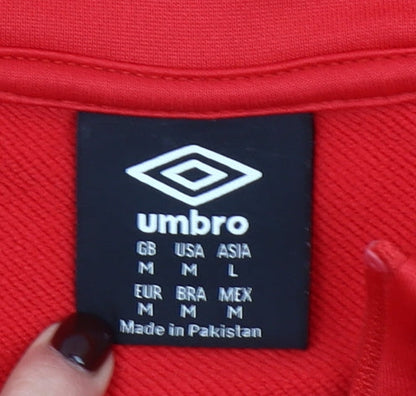 umbro
GB USA ASIA
M M L
EUR BRA MEX
M M M
Made in Pakistan